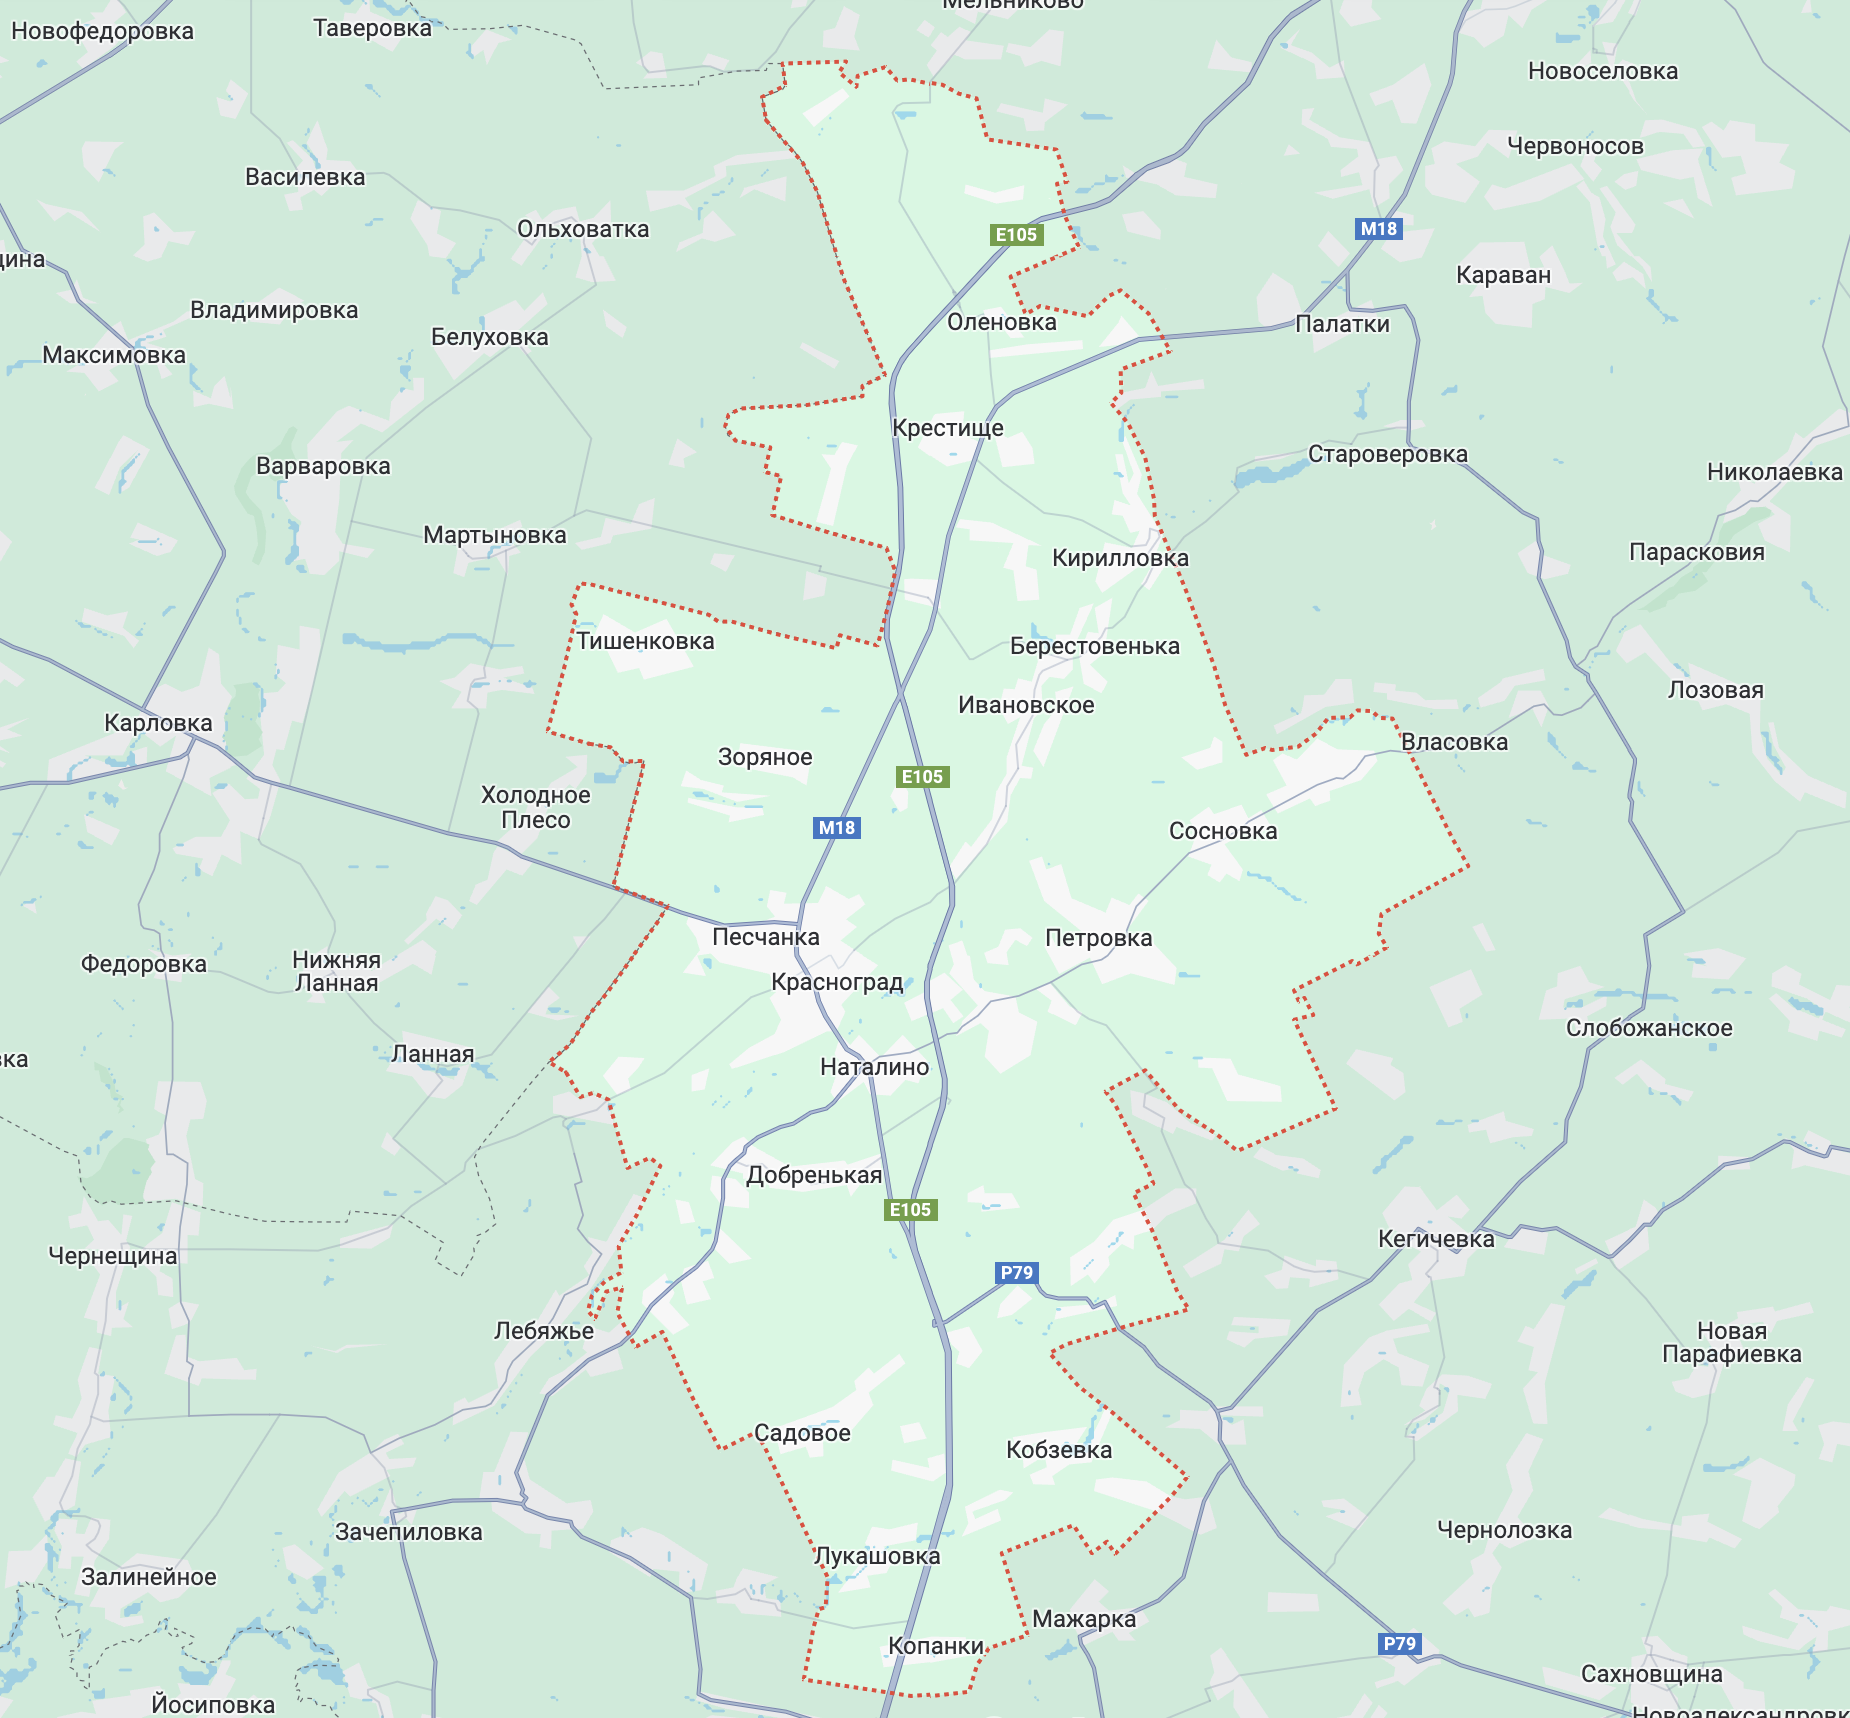 Мельниково
Новофедоровка
Таверовка
Новоселовка
Червоносов
Василевка
Ольховатка
M18
E105
Караван
Владимировка
Оленовка
Палатки
Белуховка
Максимовка
Крестище
Староверовка
Варваровка
Николаевка
Мартыновка
Парасковия
Кирилловка
Тишенковка
Берестовенька
Лозовая
Ивановское
Карловка
Власовка
Зоряное
E105
Холодное
Плесо
M18
Сосновка
Песчанка
Петровка
Федоровка
Нижняя
Ланная
Красноград
Слобожанское
Ланная
Наталино
Добренькая
E105
Кегичевка
Чернещина
P79
Лебяжье
Новая
Парафиевка
Садовое
Кобзевка
Зачепиловка
Чернолозка
Лукашовка
Залинейное
Мажарка
Копанки
P79
Сахновщина
Йосиповка